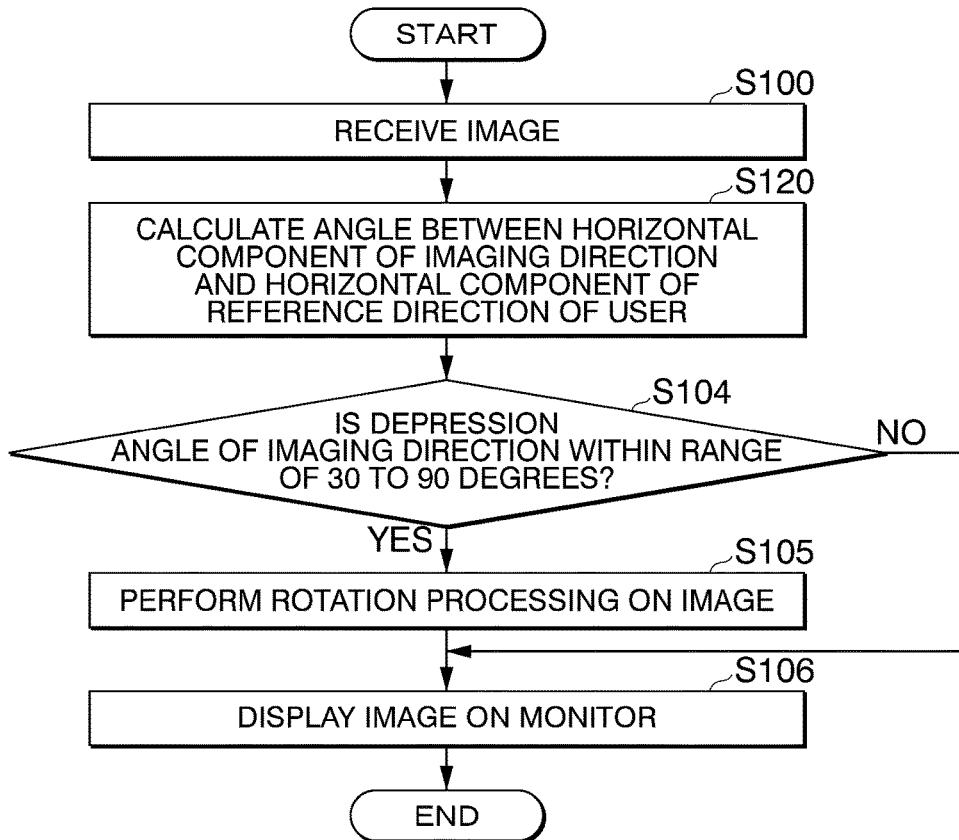 START
S100
RECEIVE IMAGE
S120
CALCULATE ANGLE BETWEEN HORIZONTAL
COMPONENT OF IMAGING DIRECTION
AND HORIZONTAL COMPONENT OF
REFERENCE DIRECTION OF USER
S104
IS DEPRESSION
ANGLE OF IMAGING DIRECTION WITHIN RANGE
OF 30 TO 90 DEGREES?
NO
YES
S105
PERFORM ROTATION PROCESSING ON IMAGE
S106
DISPLAY IMAGE ON MONITOR
END